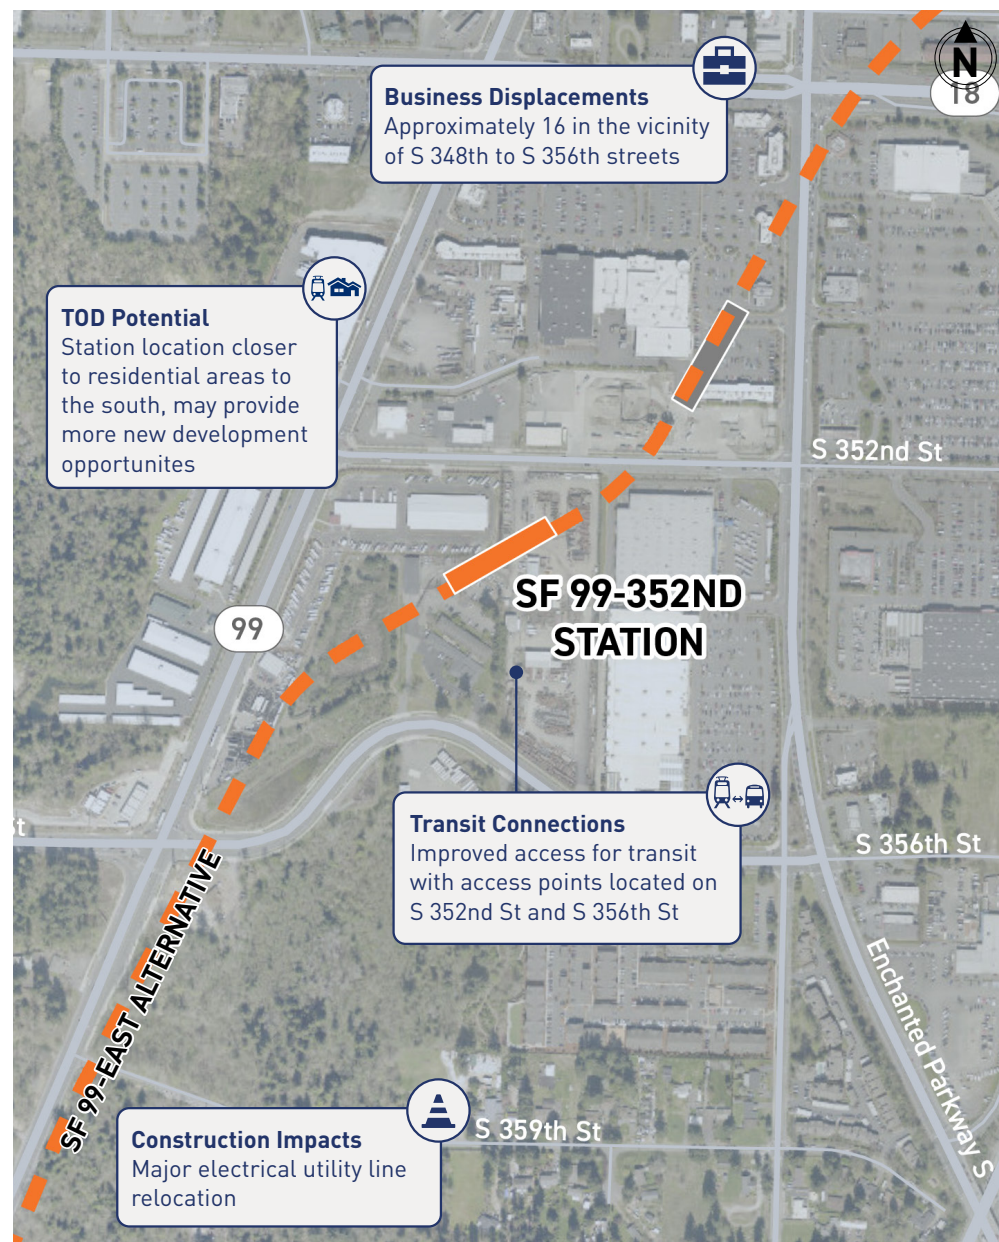 N
18
Business Displacements
Approximately 16 in the vicinity
of S 348th to S 356th streets
TOD Potential
Station location closer
to residential areas to
the south, may provide
more new development
opportunites
S 352nd St
SF 99-352ND
STATION
99
Transit Connections
Improved access for transit
with access points located on
S 352nd St and S 356th St
St
S 356th St
SF 99-EAST ALTERNATIVE
Enchanted Parkway S
Construction Impacts
Major electrical utility line
relocation
S 359th St